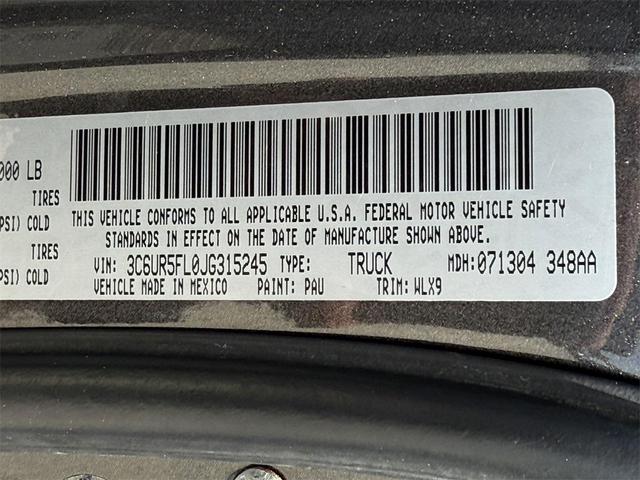 000 LB
TIRES
PSI) COLD
TIRES
PSI) COLD
THIS VEHICLE CONFORMS TO ALL APPLICABLE U.S.A. FEDERAL MOTOR VEHICLE SAFETY
STANDARDS IN EFFECT ON THE DATE OF MANUFACTURE SHOWN ABOVE.
VIN: 3C6UR5FL0JG315245 TYPE: TRUCK MDH:071304 348AA
VEHICLE MADE IN MEXICO PAINT: PAU TRIM: WLX9